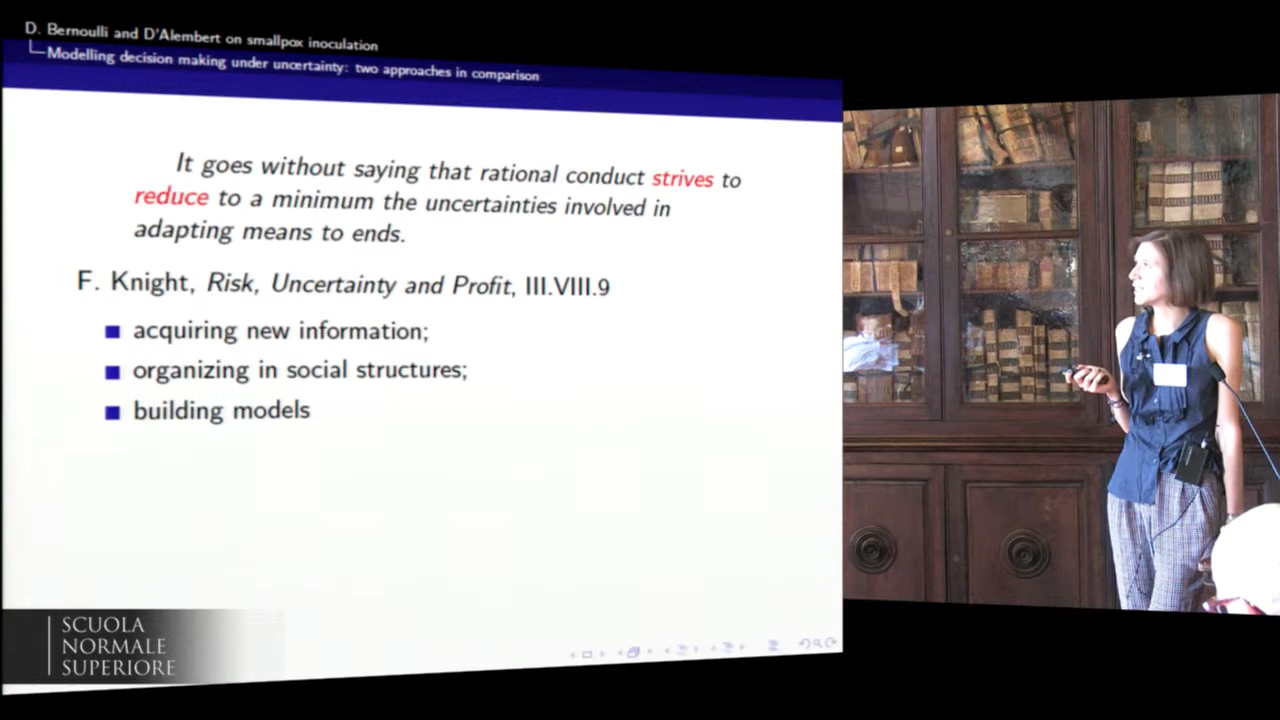 D. Bernoulli and D'Alembert on smallpox inoculation
Modelling decision making under uncertainty: two approaches in comparison
It goes without saying that rational conduct strives to
reduce to a minimum the uncertainties involved in
adapting means to ends.
F. Knight, Risk, Uncertainty and Profit, III.VIII.9
acquiring new information;
organizing in social structures;
building models
SCUOLA
NORMALE
SUPERIORE